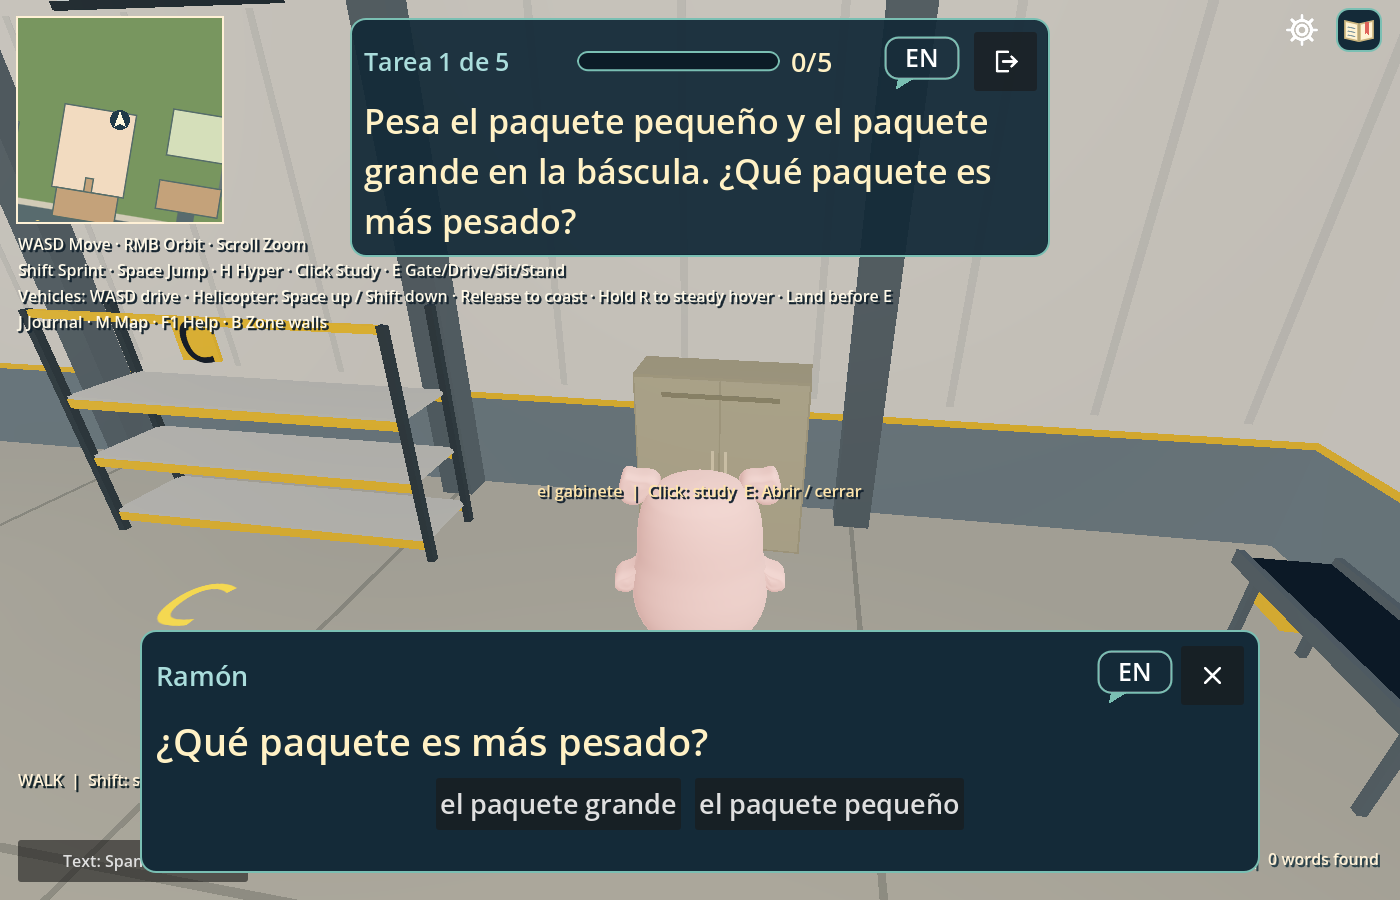 Tarea 1 de 5
0/5
EN
Pesa el paquete pequeño y el paquete
grande en la báscula. ¿Qué paquete es
más pesado?
WASD Move · RMB Orbit · Scroll Zoom
Shift Sprint · Space Jump · H Hyper · Click Study · E Gate/Drive/Sit/Stand
Vehicles: WASD drive · Helicopter: Space up / Shift down · Release to coast · Hold R to steady hover · Land before E
J Journal · M Map · F1 Help · B Zone walls
el gabinete | Click: study E: Abrir / cerrar
Ramón
EN
¿Qué paquete es más pesado?
WALK | Shift: s
el paquete grande
el paquete pequeño
Text: Span
0 words found